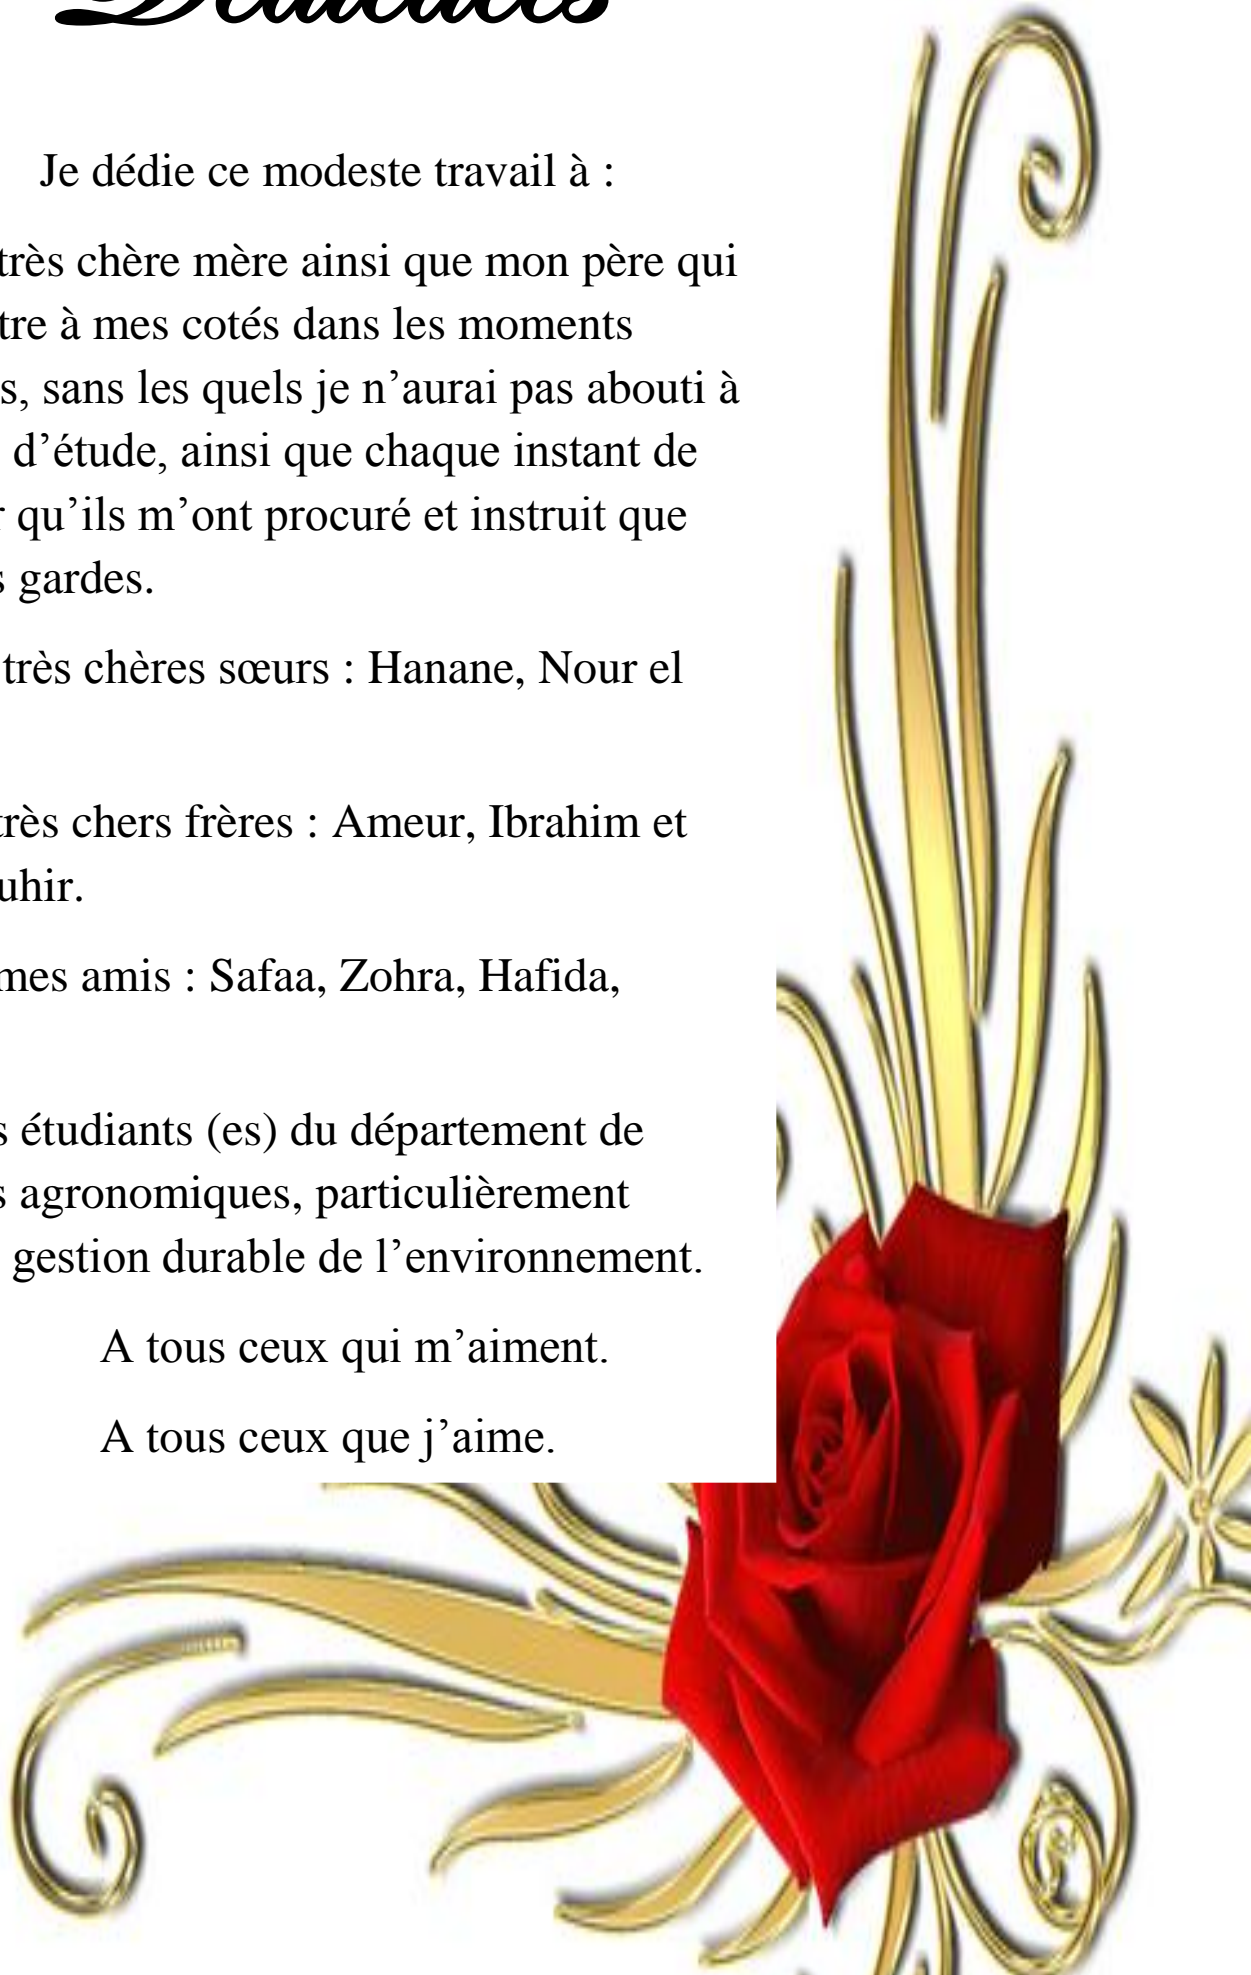 Je dédie ce modeste travail à :
très chère mère ainsi que mon père qui
tre à mes cotés dans les moments
s, sans les quels je n’aurai pas abouti à
d’étude, ainsi que chaque instant de
r qu’ils m’ont procuré et instruit que
s gardes.
très chères sœurs : Hanane, Nour el
très chers frères : Ameur, Ibrahim et
uhir.
mes amis : Safaa, Zohra, Hafida,
s étudiants (es) du département de
s agronomiques, particulièrement
gestion durable de l’environnement.
A tous ceux qui m’aiment.
A tous ceux que j’aime.